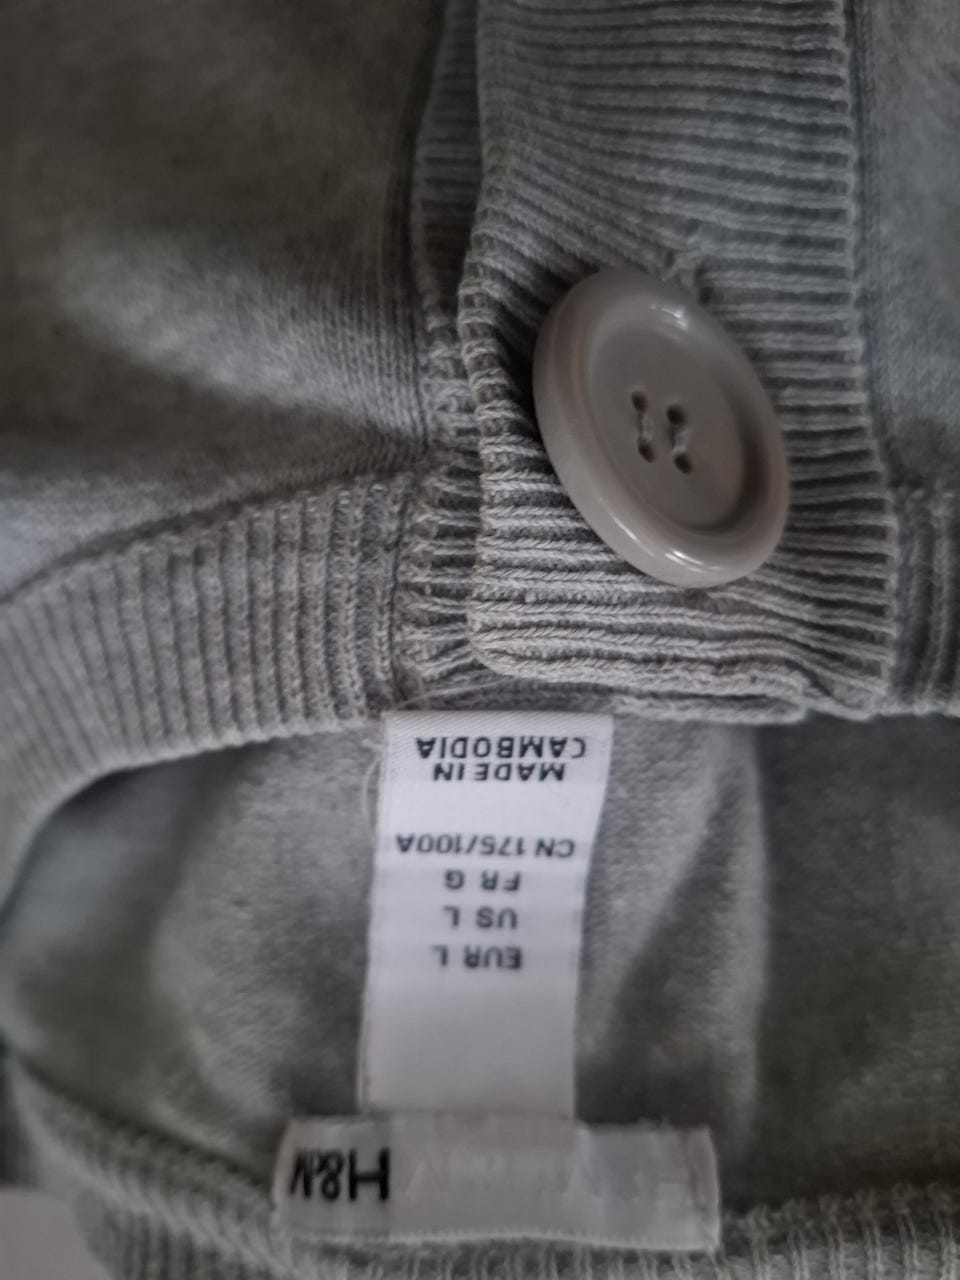 H&M
EUR L
US L
FR G
CN 175/100A
MADE IN
CAMBODIA